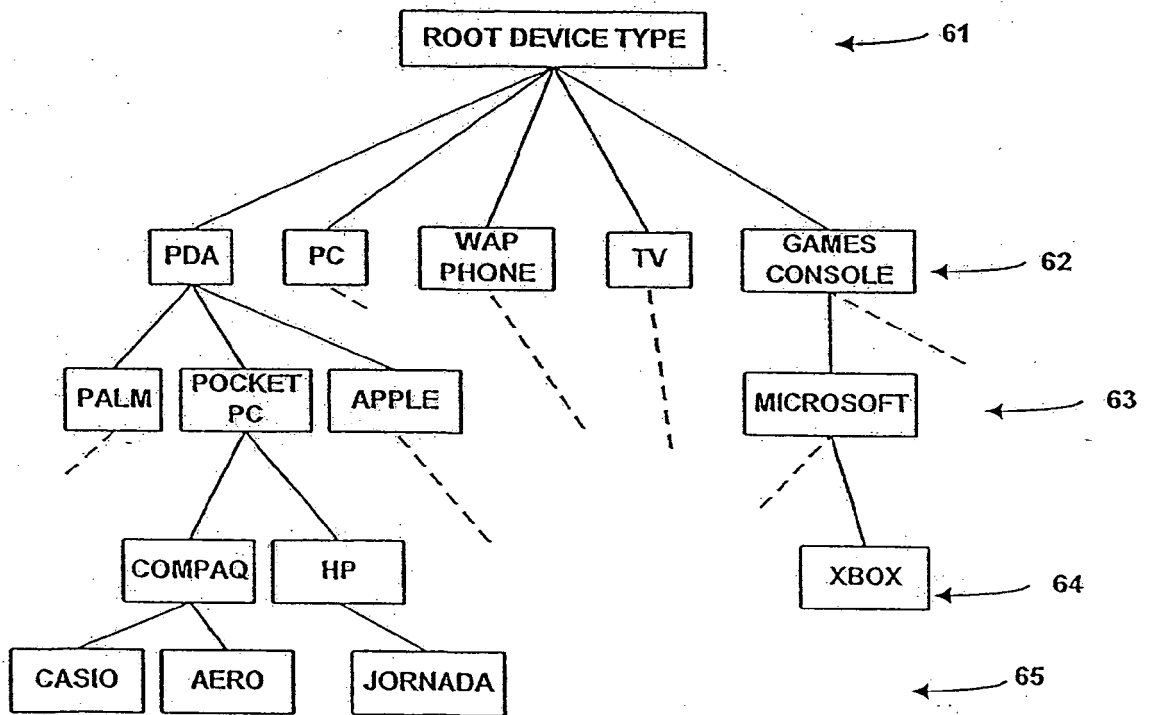 ROOT DEVICE TYPE
61
PDA
PC
WAP
PHONE
TV
GAMES
CONSOLE
62
PALM
POCKET
PC
APPLE
MICROSOFT
63
COMPAQ
HP
XBOX
64
CASIO
AERO
JORNADA
65